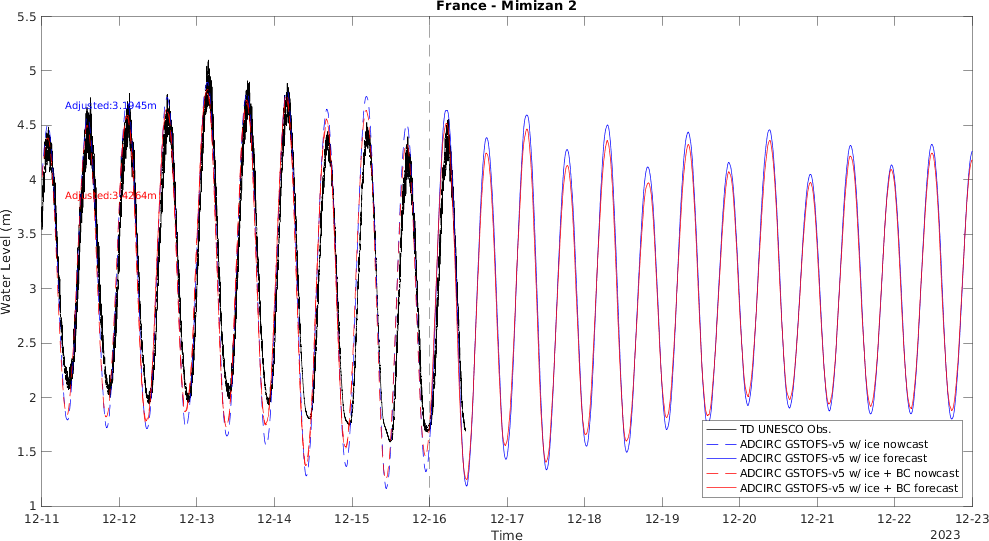 France - Mimizan 2
5.5
5
4.5
4
3.5
3
2.5
2
1.5
1
Water Level (m)
Adjusted:3.1945m
Adjusted:3.4264m
TD UNESCO Obs.
ADCIRC GSTOFS-v5 w/ ice nowcast
ADCIRC GSTOFS-v5 w/ ice forecast
ADCIRC GSTOFS-v5 w/ ice + BC nowcast
ADCIRC GSTOFS-v5 w/ ice + BC forecast
12-11 12-12 12-13 12-14 12-15 12-16 12-17 12-18 12-19 12-20 12-21 12-22 12-23
Time
2023